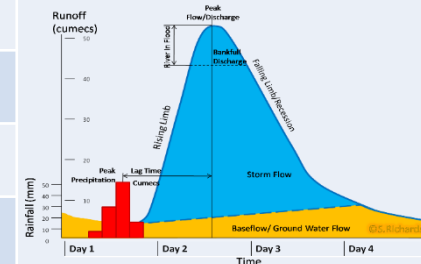 Peak
Flow/Discharge
Runoff
(cumecs)
50
40
30
20
10
River In Flood
Bankfull
Discharge
Rising Limb
Falling Limb/Recession
Peak
Precipitation
Lag Time
Cumecs
Storm Flow
Baseflow/ Ground Water Flow
Rainfall (mm)
50
40
30
20
10
0
Day 1
Day 2
Day 3
Day 4
Time